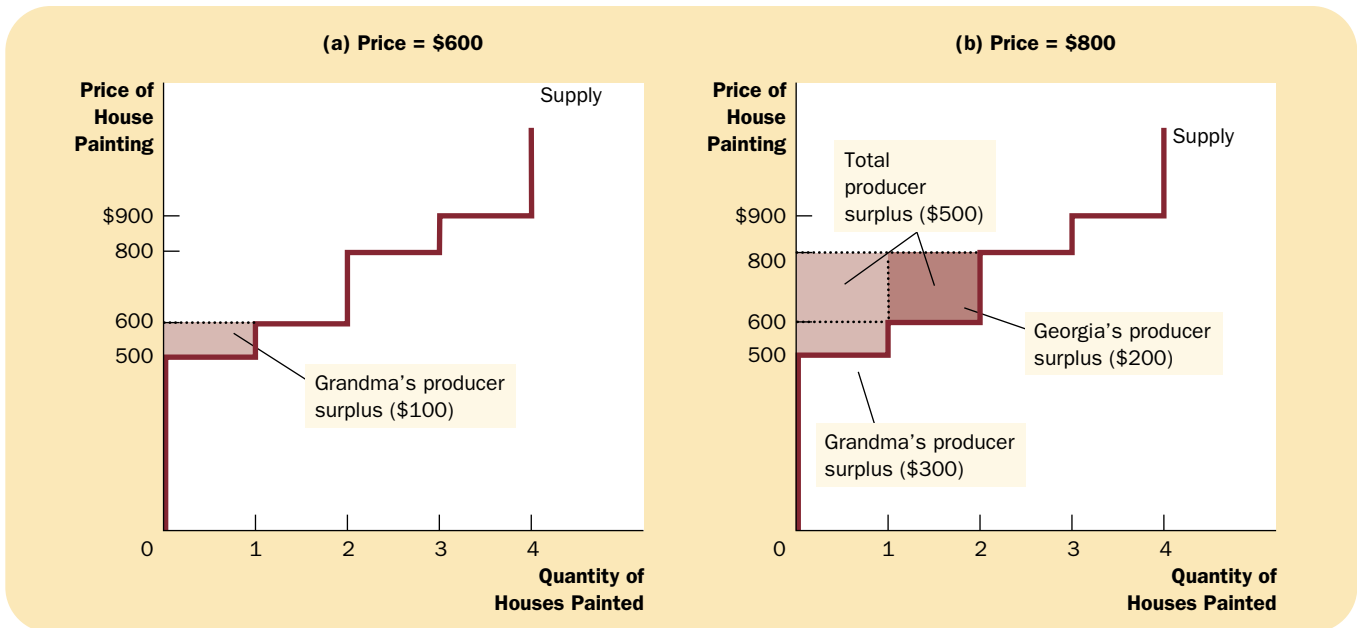 (a) Price = $600
Price of
House
Painting
Supply
$900
800
600
500
Grandma’s producer
surplus ($100)
0
1
2
3
4
Quantity of
Houses Painted
(b) Price = $800
Price of
House
Painting
Supply
Total
producer
surplus ($500)
$900
800
600
500
Georgia’s producer
surplus ($200)
Grandma’s producer
surplus ($300)
0
1
2
3
4
Quantity of
Houses Painted